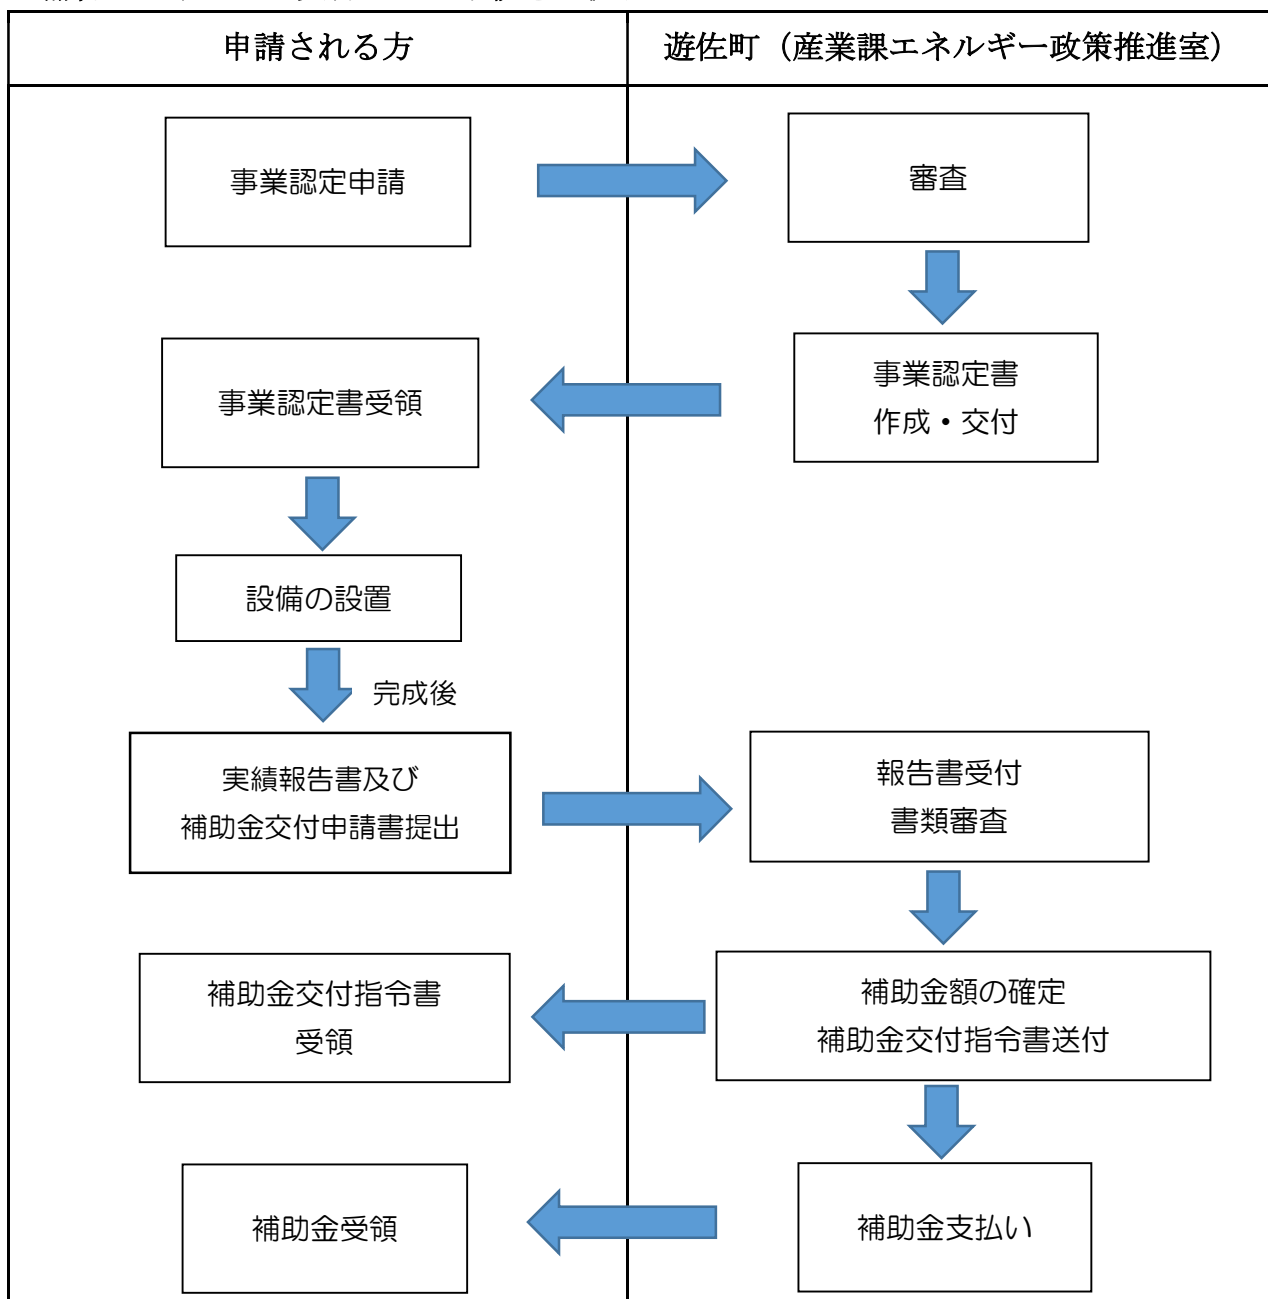 申請される方
遊佐町（産業課エネルギー政策推進室）
事業認定申請
審査
事業認定書
作成・交付
事業認定書受領
設備の設置
完成後
実績報告書及び
補助金交付申請書提出
報告書受付
書類審査
補助金額の確定
補助金交付指令書送付
補助金交付指令書
受領
補助金支払い
補助金受領